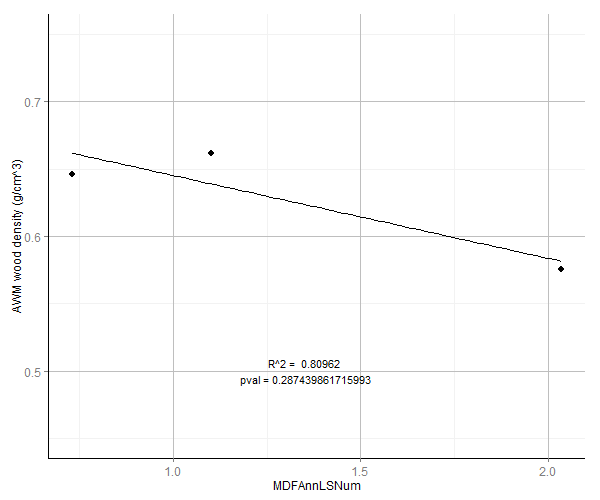 AWM wood density (g/cm^3)
0.7
0.6
0.5
R^2 =  0.80962
pval = 0.287439861715993
1.0 1.5 2.0
MDFAnnLSNum